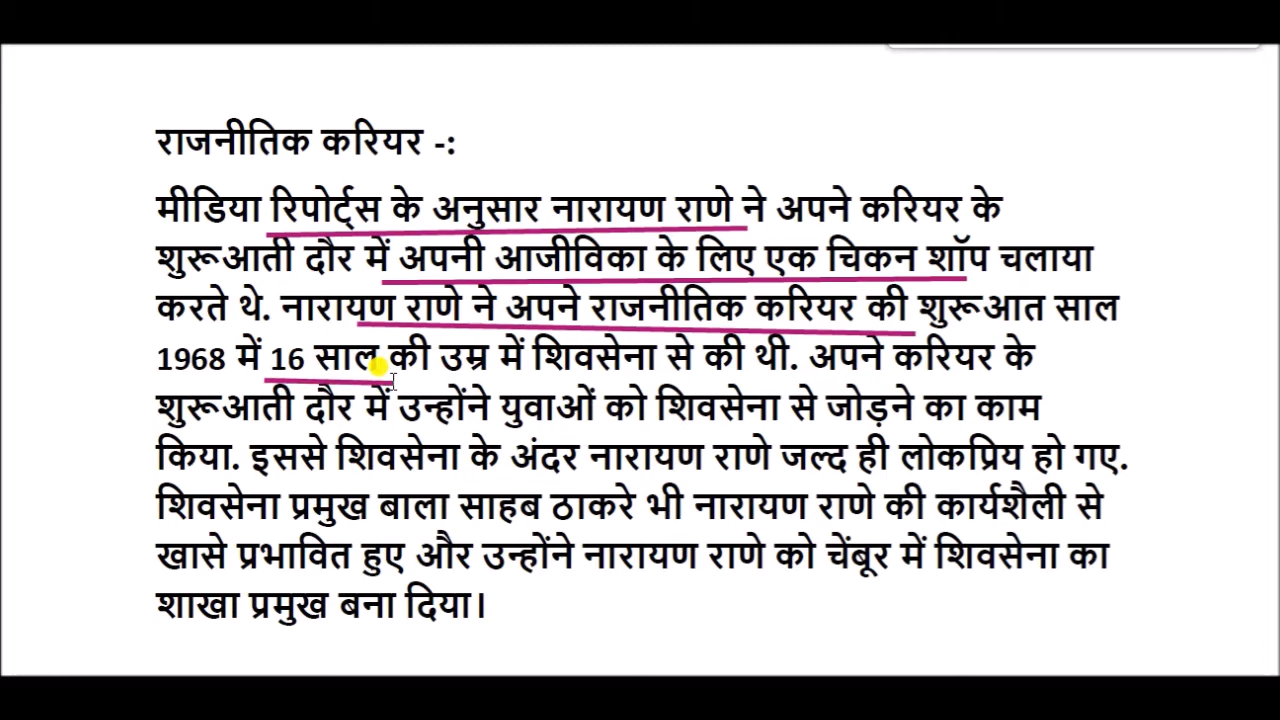 राजनीतिक करियर -:
मीडिया रिपोर्ट्स के अनुसार नारायण राणे ने अपने करियर के
शुरूआती दौर में अपनी आजीविका के लिए एक चिकन शॉप चलाया
करते थे. नारायण राणे ने अपने राजनीतिक करियर की शुरूआत साल
1968 में 16 साल की उम्र में शिवसेना से की थी. अपने करियर के
शुरूआती दौर में उन्होंने युवाओं को शिवसेना से जोड़ने का काम
किया. इससे शिवसेना के अंदर नारायण राणे जल्द ही लोकप्रिय हो गए.
शिवसेना प्रमुख बाला साहब ठाकरे भी नारायण राणे की कार्यशैली से
खासे प्रभावित हुए और उन्होंने नारायण राणे को चेंबूर में शिवसेना का
शाखा प्रमुख बना दिया।